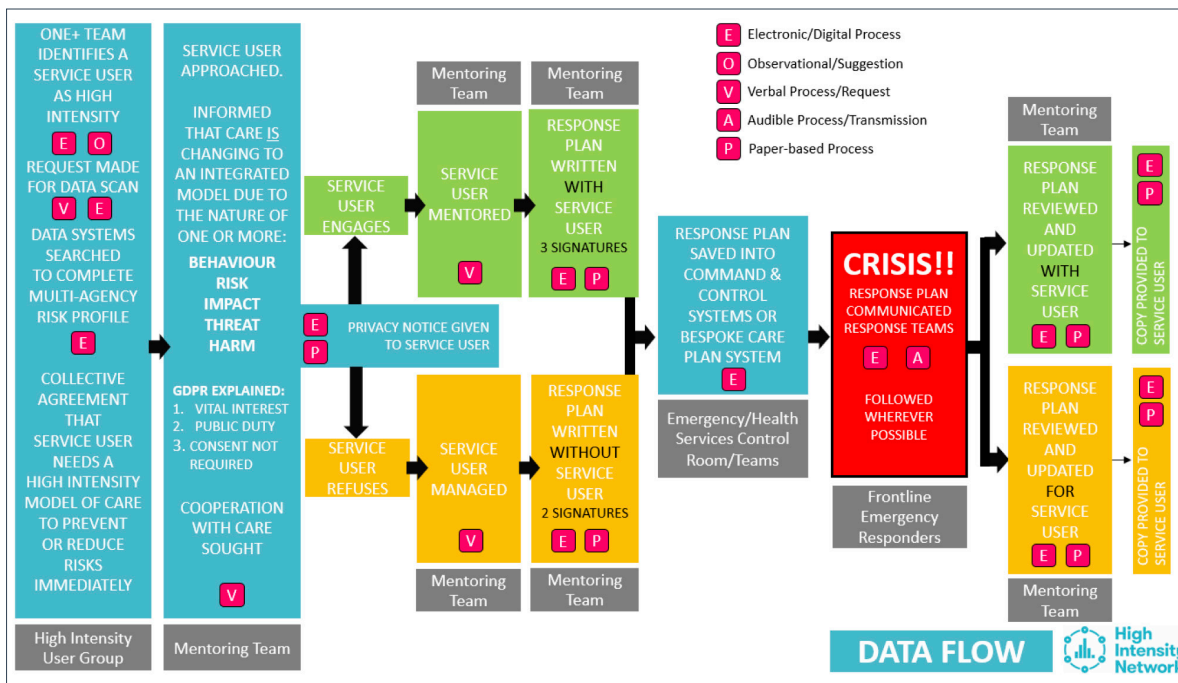 ONE+ TEAM
IDENTIFIES A
SERVICE USER
AS HIGH
INTENSITY
E O
REQUEST MADE
FOR DATA SCAN
V E
DATA SYSTEMS
SEARCHED
TO COMPLETE
MULTI-AGENCY
RISK PROFILE
E
COLLECTIVE
AGREEMENT
THAT
SERVICE USER
NEEDS A
HIGH INTENSITY
MODEL OF CARE
TO PREVENT
OR REDUCE
RISKS
IMMEDIATELY
High Intensity
User Group
SERVICE USER
APPROACHED.
INFORMED
THAT CARE IS
CHANGING TO
AN INTEGRATED
MODEL DUE TO
THE NATURE OF
ONE OR MORE:
BEHAVIOUR
RISK
IMPACT
THREAT
HARM
GDPR EXPLAINED:
1. VITAL INTEREST
2. PUBLIC DUTY
3. CONSENT NOT
REQUIRED
COOPERATION
WITH CARE
SOUGHT
V
Mentoring Team
SERVICE
USER
ENGAGES
E
P
PRIVACY NOTICE GIVEN
TO SERVICE USER
SERVICE
USER
REFUSES
Mentoring
Team
SERVICE
USER
MENTORED
V
Mentoring
Team
RESPONSE
PLAN
WRITTEN
WITH
SERVICE
USER
3 SIGNATURES
E P
SERVICE
USER
MANAGED
V
Mentoring
Team
RESPONSE
PLAN
WRITTEN
WITHOUT
SERVICE
USER
2 SIGNATURES
E P
Mentoring
Team
E Electronic/Digital Process
O Observational/Suggestion
V Verbal Process/Request
A Audible Process/Transmission
P Paper-based Process
RESPONSE PLAN
SAVED INTO
COMMAND &
CONTROL
SYSTEMS OR
BESPOKE CARE
PLAN SYSTEM
E
Emergency/Health
Services Control
Room/Teams
CRISIS!!
RESPONSE PLAN
COMMUNICATED
RESPONSE TEAMS
E A
FOLLOWED
WHEREVER
POSSIBLE
Frontline
Emergency
Responders
Mentoring
Team
RESPONSE
PLAN
REVIEWED
AND
UPDATED
WITH
SERVICE
USER
E P
E
P
COPY PROVIDED TO
SERVICE USER
RESPONSE
PLAN
REVIEWED
AND
UPDATED
FOR
SERVICE
USER
E P
Mentoring
Team
E
P
COPY PROVIDED TO
SERVICE USER
DATA FLOW
High
Intensity
Network